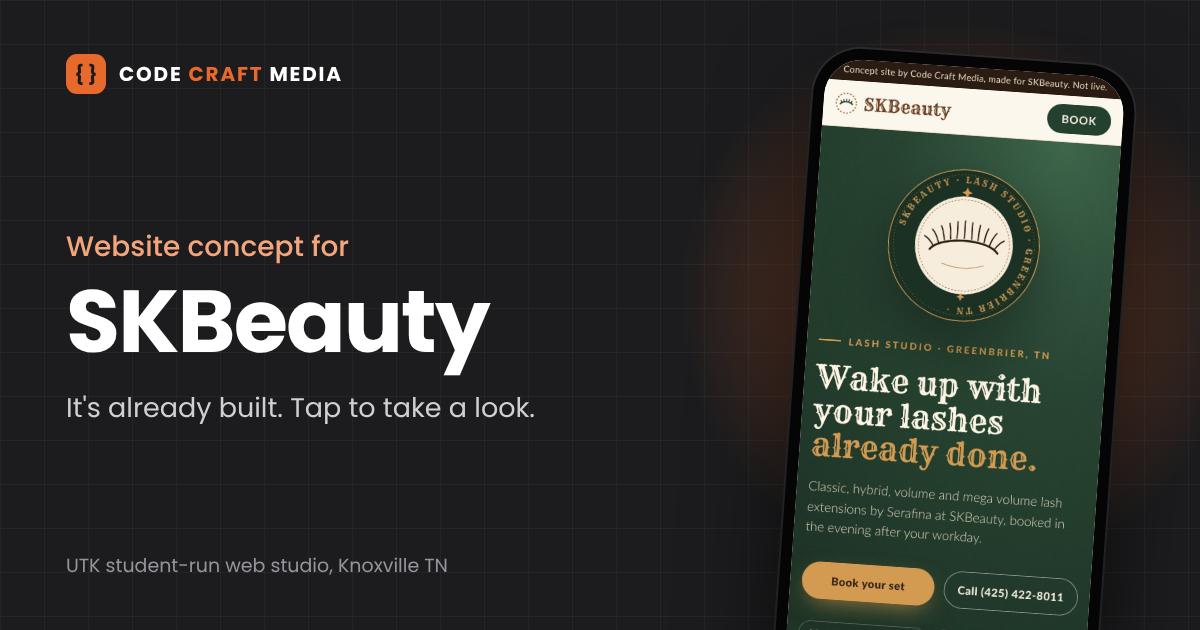 { } CODE CRAFT MEDIA
Website concept for
SKBeauty
It's already built. Tap to take a look.
UTK student-run web studio, Knoxville TN
Concept site by Code Craft Media, made for SKBeauty. Not live.
SKBeauty
BOOK
SKBEAUTY · LASH STUDIO · GREENBRIER TN ·
LASH STUDIO · GREENBRIER, TN
Wake up with
your lashes
already done.
Classic, hybrid, volume and mega volume lash
extensions by Serafina at SKBeauty, booked in
the evening after your workday.
Book your set
Call (425) 422-8011